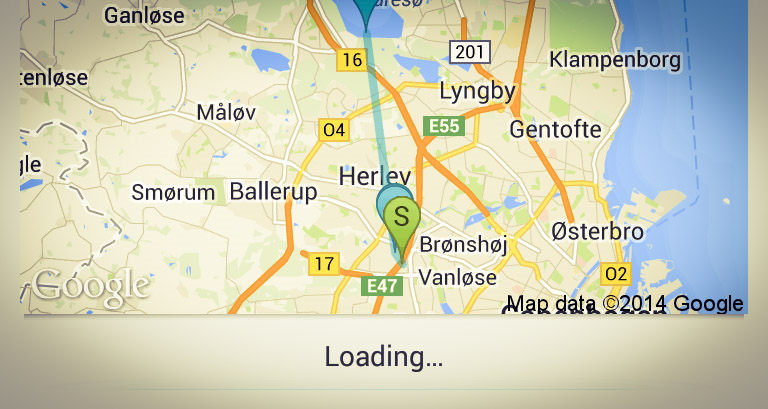 Ganløse
201
16
Klampenborg
Lyngby
Måløv
O4
E55
Gentofte
Herlev
Smørum
Ballerup
S
Østerbro
Brønshøj
17
Vanløse
O2
E47
Google
Map data ©2014 Google
Loading...